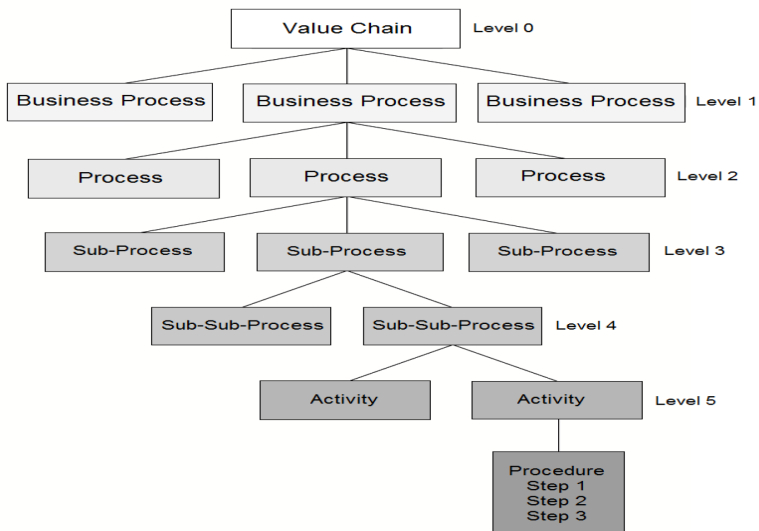 Value Chain
Level 0
Business Process
Business Process
Business Process
Level 1
Process
Process
Process
Level 2
Sub-Process
Sub-Process
Sub-Process
Level 3
Sub-Sub-Process
Sub-Sub-Process
Level 4
Activity
Activity
Level 5
Procedure
Step 1
Step 2
Step 3